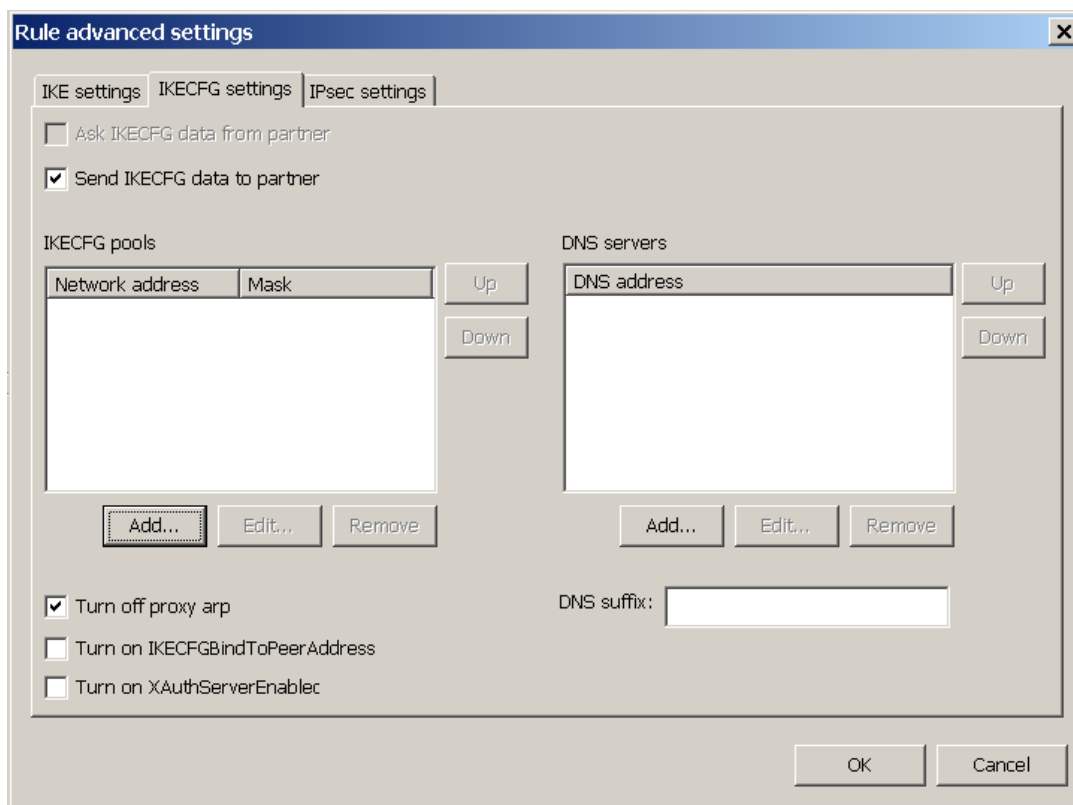 Rule advanced settings
IKE settings
IKECFG settings
IPsec settings
Ask IKECFG data from partner
Send IKECFG data to partner
IKECFG pools
DNS servers
Network address
Mask
Up
DNS address
Up
Down
Down
Add...
Edit...
Remove
Add...
Edit...
Remove
Turn off proxy arp
DNS suffix:
Turn on IKECFGBindToPeerAddress
Turn on XAuthServerEnablec
OK
Cancel